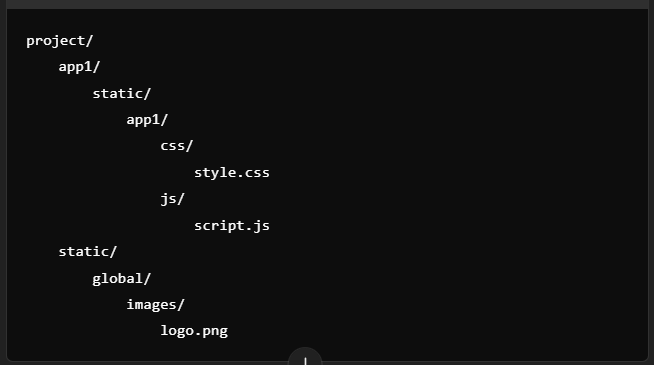 project/
app1/
static/
app1/
css/
style.css
js/
script.js
static/
global/
images/
logo.png